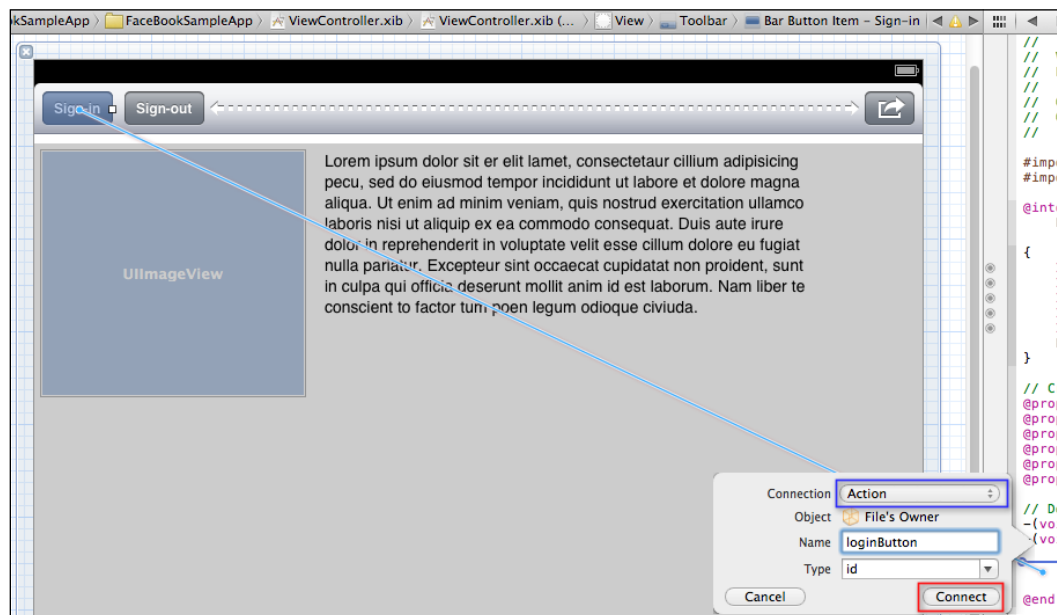 kSampleApp FaceBookSampleApp ViewController.xib ViewController.xib (... ) View Toolbar Bar Button Item – Sign-in
Sign-in Sign-out
UIImageView
Lorem ipsum dolor sit er elit lamet, consectetaur cillium adipisicing
pecu, sed do eiusmod tempor incididunt ut labore et dolore magna
aliqua. Ut enim ad minim veniam, quis nostrud exercitation ullamco
laboris nisi ut aliquip ex ea commodo consequat. Duis aute irure
dolor in reprehenderit in voluptate velit esse cillum dolore eu fugiat
nulla pariatur. Excepteur sint occaecat cupidatat non proident, sunt
in culpa qui officia deserunt mollit anim id est laborum. Nam liber te
conscient to factor tum poen legum odioque civiuda.
Connection Action
Object File's Owner
Name loginButton
Type id
Cancel Connect
//
//
//
//
//
//
//
#imp
#imp
@int
{
}
// C
@prop
@prop
@prop
@prop
@prop
@prop
// D
-(vo
-(vo
@end